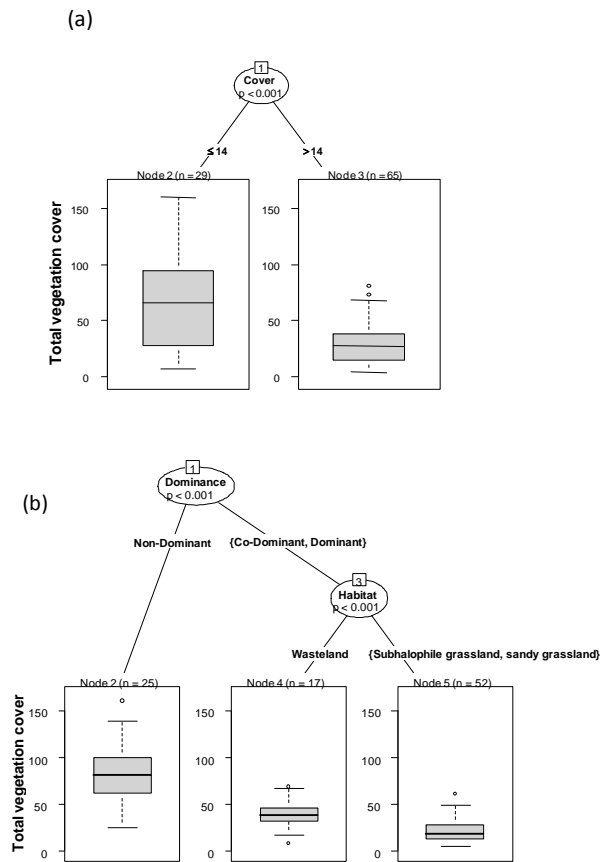 (a)
1
Cover
p < 0.001
≤ 14
> 14
Node 2 (n = 29)
Node 3 (n = 65)
Total vegetation cover
150
100
50
0
150
100
50
0
(b)
1
Dominance
p < 0.001
Non-Dominant
{Co-Dominant, Dominant}
3
Habitat
p < 0.001
Wasteland
{Subhalophile grassland, sandy grassland}
Node 2 (n = 25)
Node 4 (n = 17)
Node 5 (n = 52)
Total vegetation cover
150
100
50
0
150
100
50
0
150
100
50
0